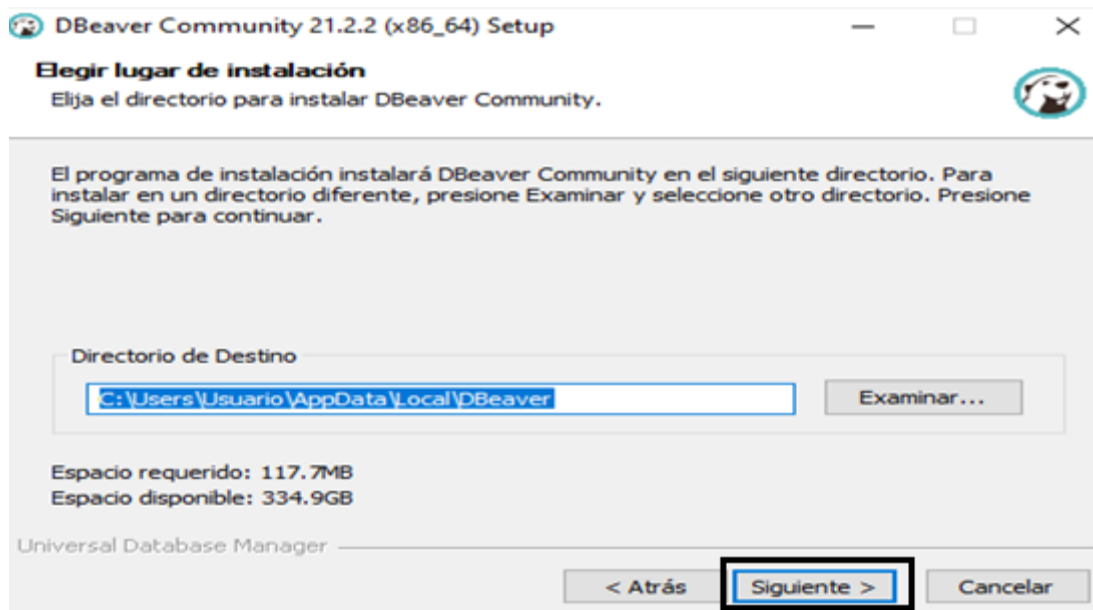 DBeaver Community 21.2.2 (x86_64) Setup
Elegir lugar de instalación
Elija el directorio para instalar DBeaver Community.
El programa de instalación instalará DBeaver Community en el siguiente directorio. Para
instalar en un directorio diferente, presione Examinar y seleccione otro directorio. Presione
Siguiente para continuar.
Directorio de Destino
C:\Users\Usuario\AppData\Local\DBeaver
Examinar...
Espacio requerido: 117.7MB
Espacio disponible: 334.9GB
Universal Database Manager
< Atrás
Siguiente >
Cancelar